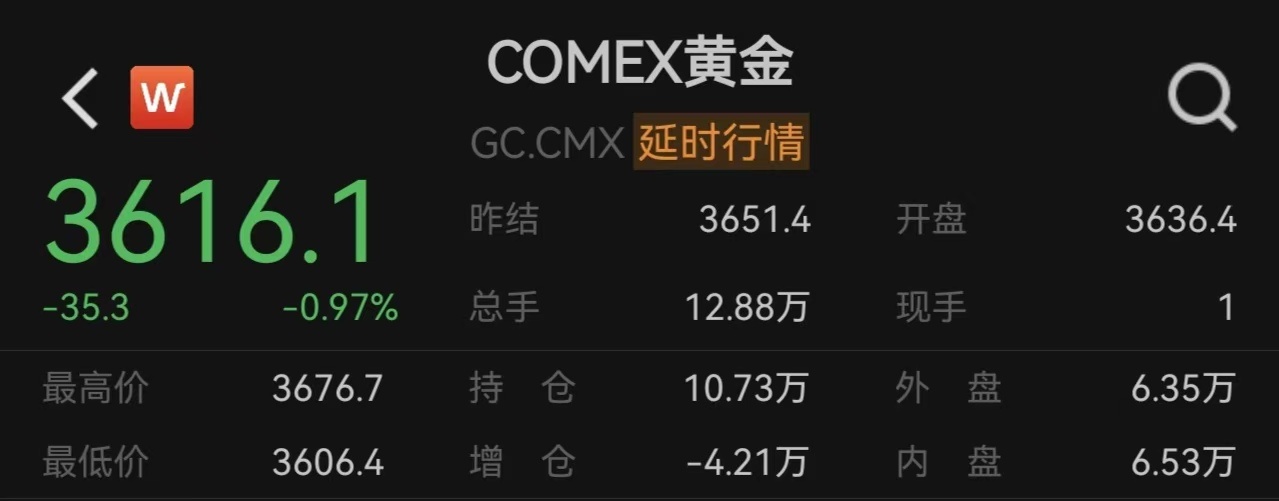 W
COMEX黄金
GC.CMX 延时行情
3616.1
-35.3 -0.97%
昨结 3651.4 开盘 3636.4
总手 12.88万 现手 1
最高价 3676.7 持仓 10.73万 外盘 6.35万
最低价 3606.4 增仓 -4.21万 内盘 6.53万